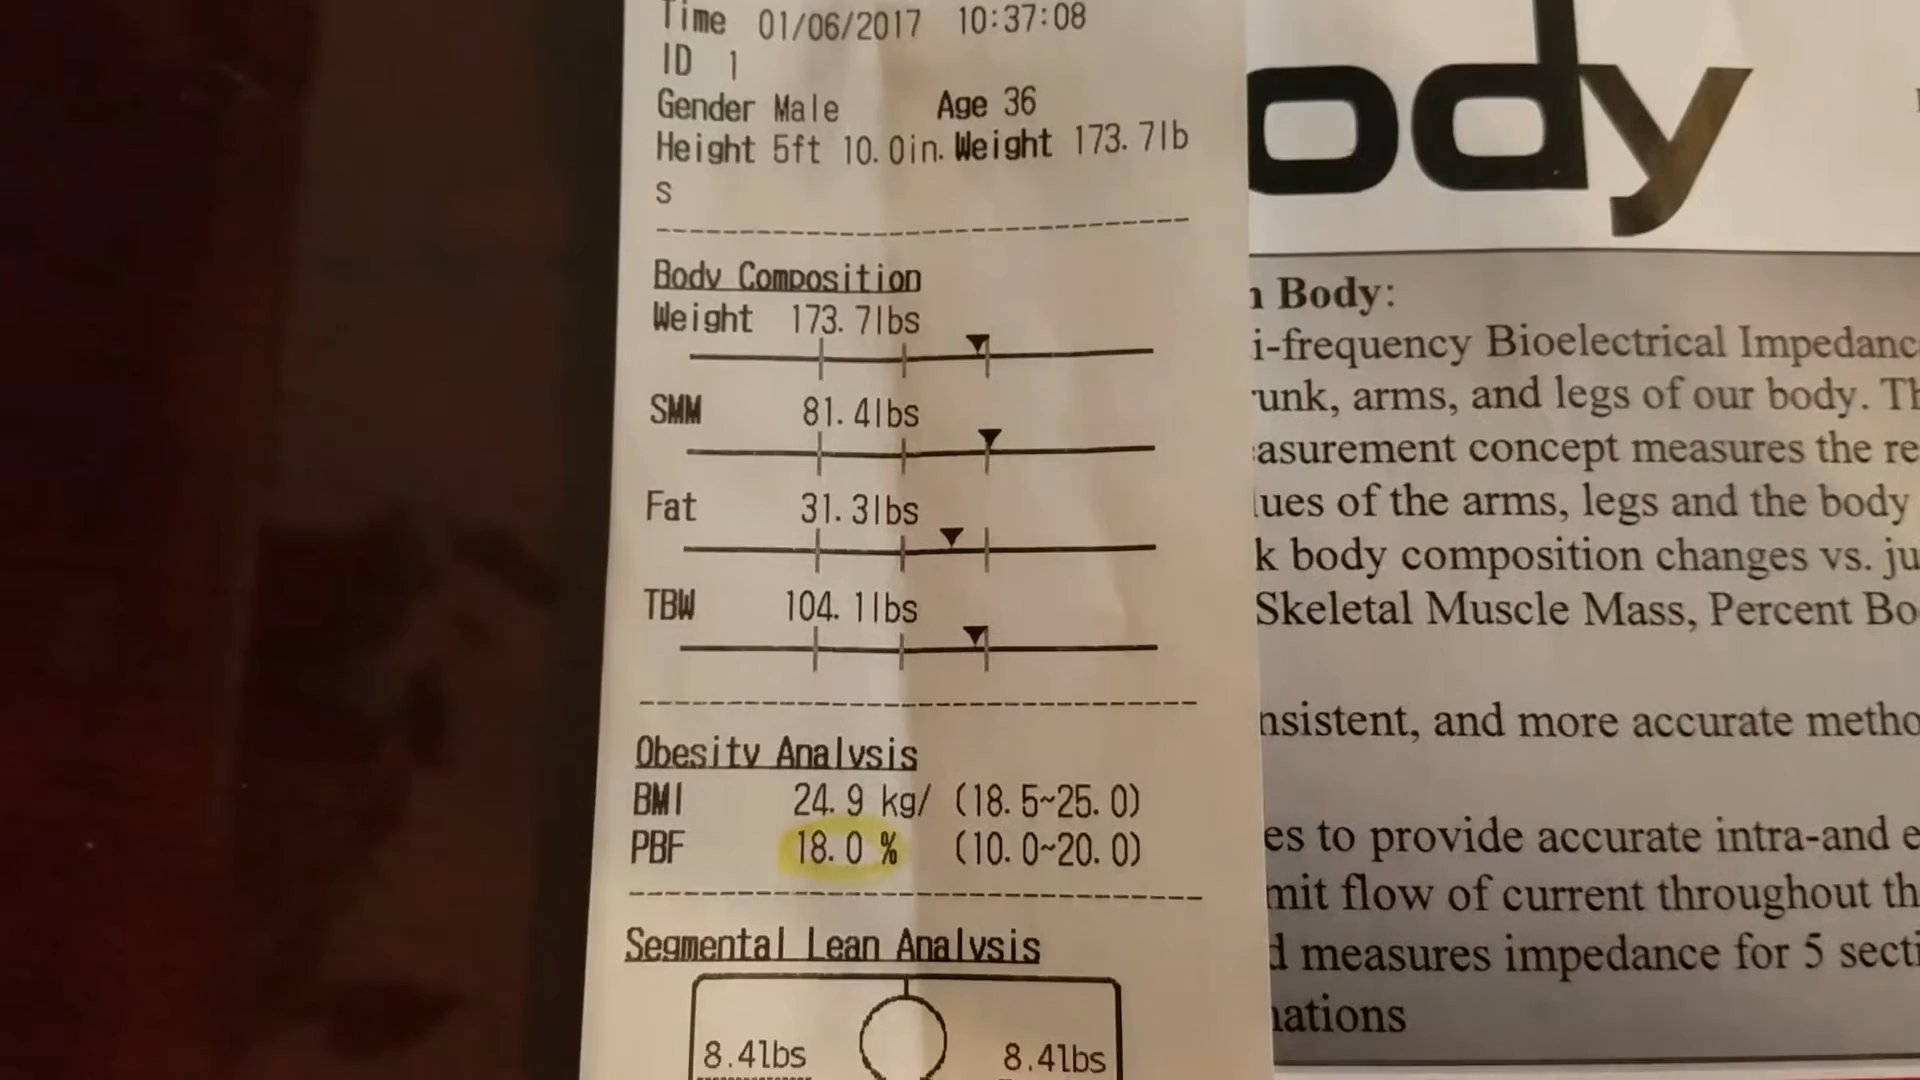 Time 01/06/2017 10:37:08
ID 1
Gender Male Age 36
Height 5ft 10.0in. Weight 173.7lb
s
Body Composition
Weight 173.7lbs
SMM 81.4lbs
Fat 31.3lbs
TBW 104.1lbs
Obesity Analysis
BMI 24.9 kg/ (18.5~25.0)
PBF 18.0 % (10.0~20.0)
Segmental Lean Analysis
8.4lbs 8.4lbs
ody
Body:
i-frequency Bioelectrical Impedanc
runk, arms, and legs of our body. Th
asurement concept measures the re
lues of the arms, legs and the body
k body composition changes vs. ju
Skeletal Muscle Mass, Percent Bo
nsistent, and more accurate metho
es to provide accurate intra-and e
mit flow of current throughout th
d measures impedance for 5 secti
nations